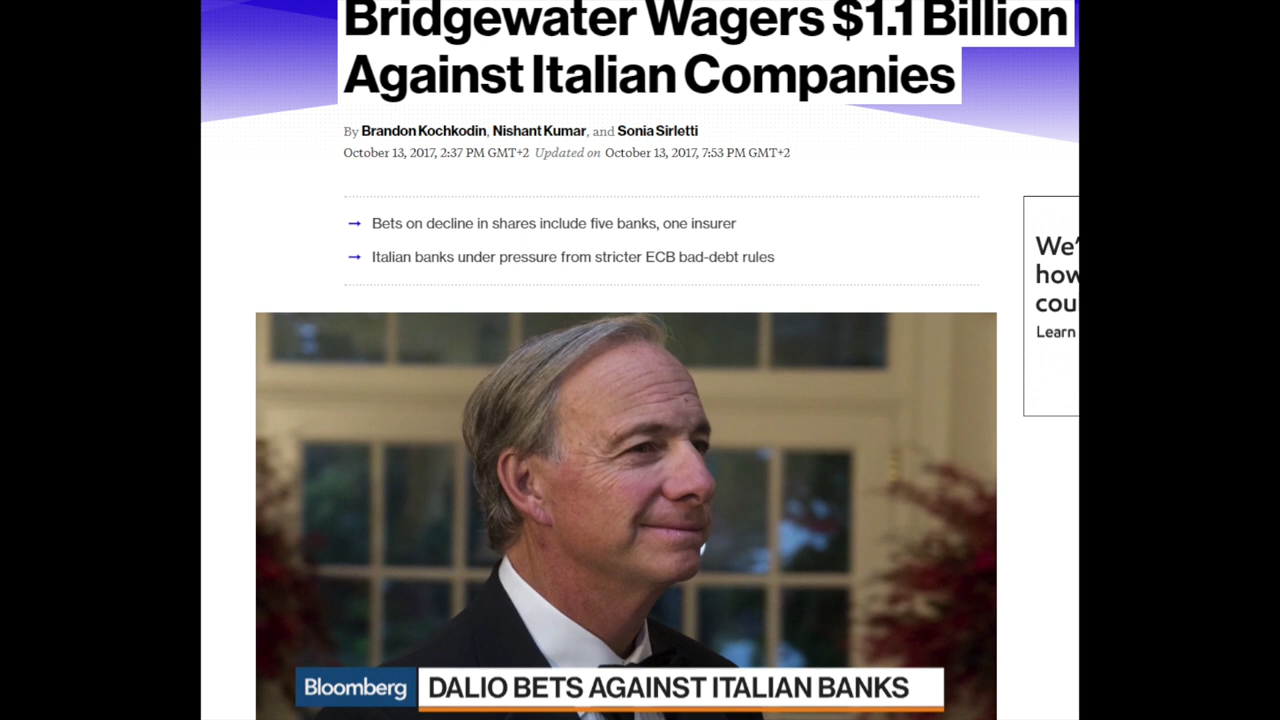 Bridgewater Wagers $1.1 Billion
Against Italian Companies
By Brandon Kochkodin, Nishant Kumar, and Sonia Sirletti
October 13, 2017, 2:37 PM GMT+2 Updated on October 13, 2017, 7:53 PM GMT+2
→ Bets on decline in shares include five banks, one insurer
→ Italian banks under pressure from stricter ECB bad-debt rules
We'
how
cou
Learn
Bloomberg DALIO BETS AGAINST ITALIAN BANKS